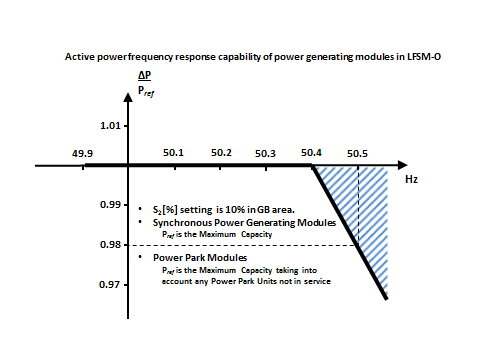 Active power frequency response capability of power generating modules in LFSM-O
ΔP
Pref
1.01
49.9 50.1 50.2 50.3 50.4 50.5
Hz
0.99
• S2[%] setting is 10% in GB area.
• Synchronous Power Generating Modules
Pref is the Maximum Capacity
0.98
• Power Park Modules
Pref is the Maximum Capacity taking into
0.97
account any Power Park Units not in service